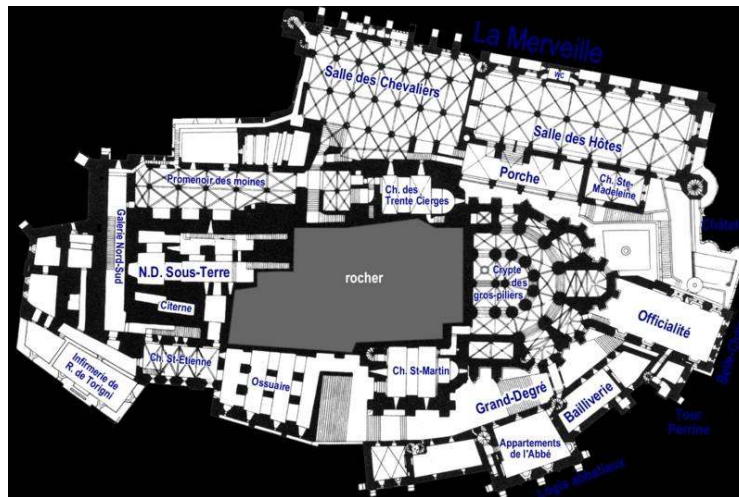 La Merveille
Salle des Chevaliers
WC
Salle des Hôtes
Promenoir des moines
Ch. des
Trente Cierges
Porche
Ch. Ste-
Madeleine
Galerie Nord-Sud
N.D. Sous-Terre
rocher
Crypte
des
gros-piliers
Citerne
Officialité
Infirmerie de
R. de Torigni
Ch. St-Etienne
Ossuaire
Ch. St-Martin
Grand-Degré
Bailliverie
Tour
Perrine
Appartements
de l'Abbé
Logis abbatiaux